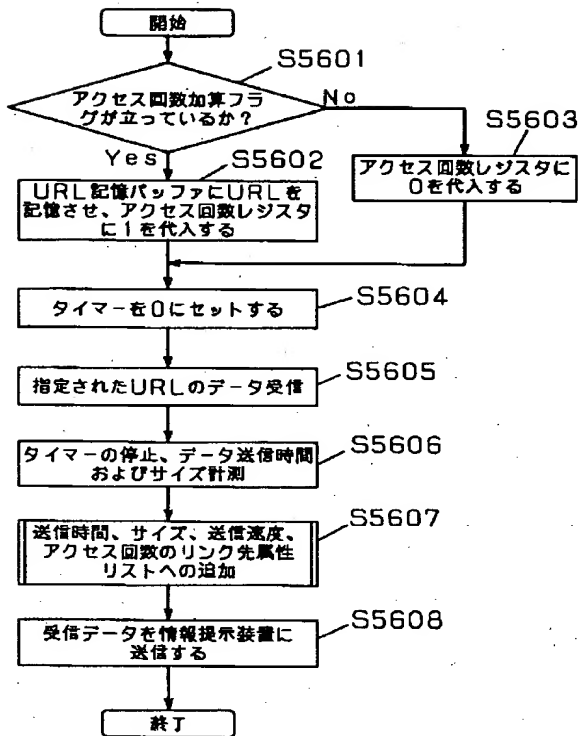 開始
S5601
アクセス回数加算フラ
グが立っているか？
No
Yes
S5602
S5603
URL記憶バッファにURLを
記憶させ、アクセス回数レジスタ
に1を代入する
アクセス回数レジスタに
0を代入する
タイマーを0にセットする
S5604
指定されたURLのデータ受信
S5605
タイマーの停止、データ送信時間
およびサイズ計測
S5606
送信時間、サイズ、送信速度、
アクセス回数のリンク先属性
リストへの追加
S5607
受信データを情報提示装置に
送信する
S5608
終了